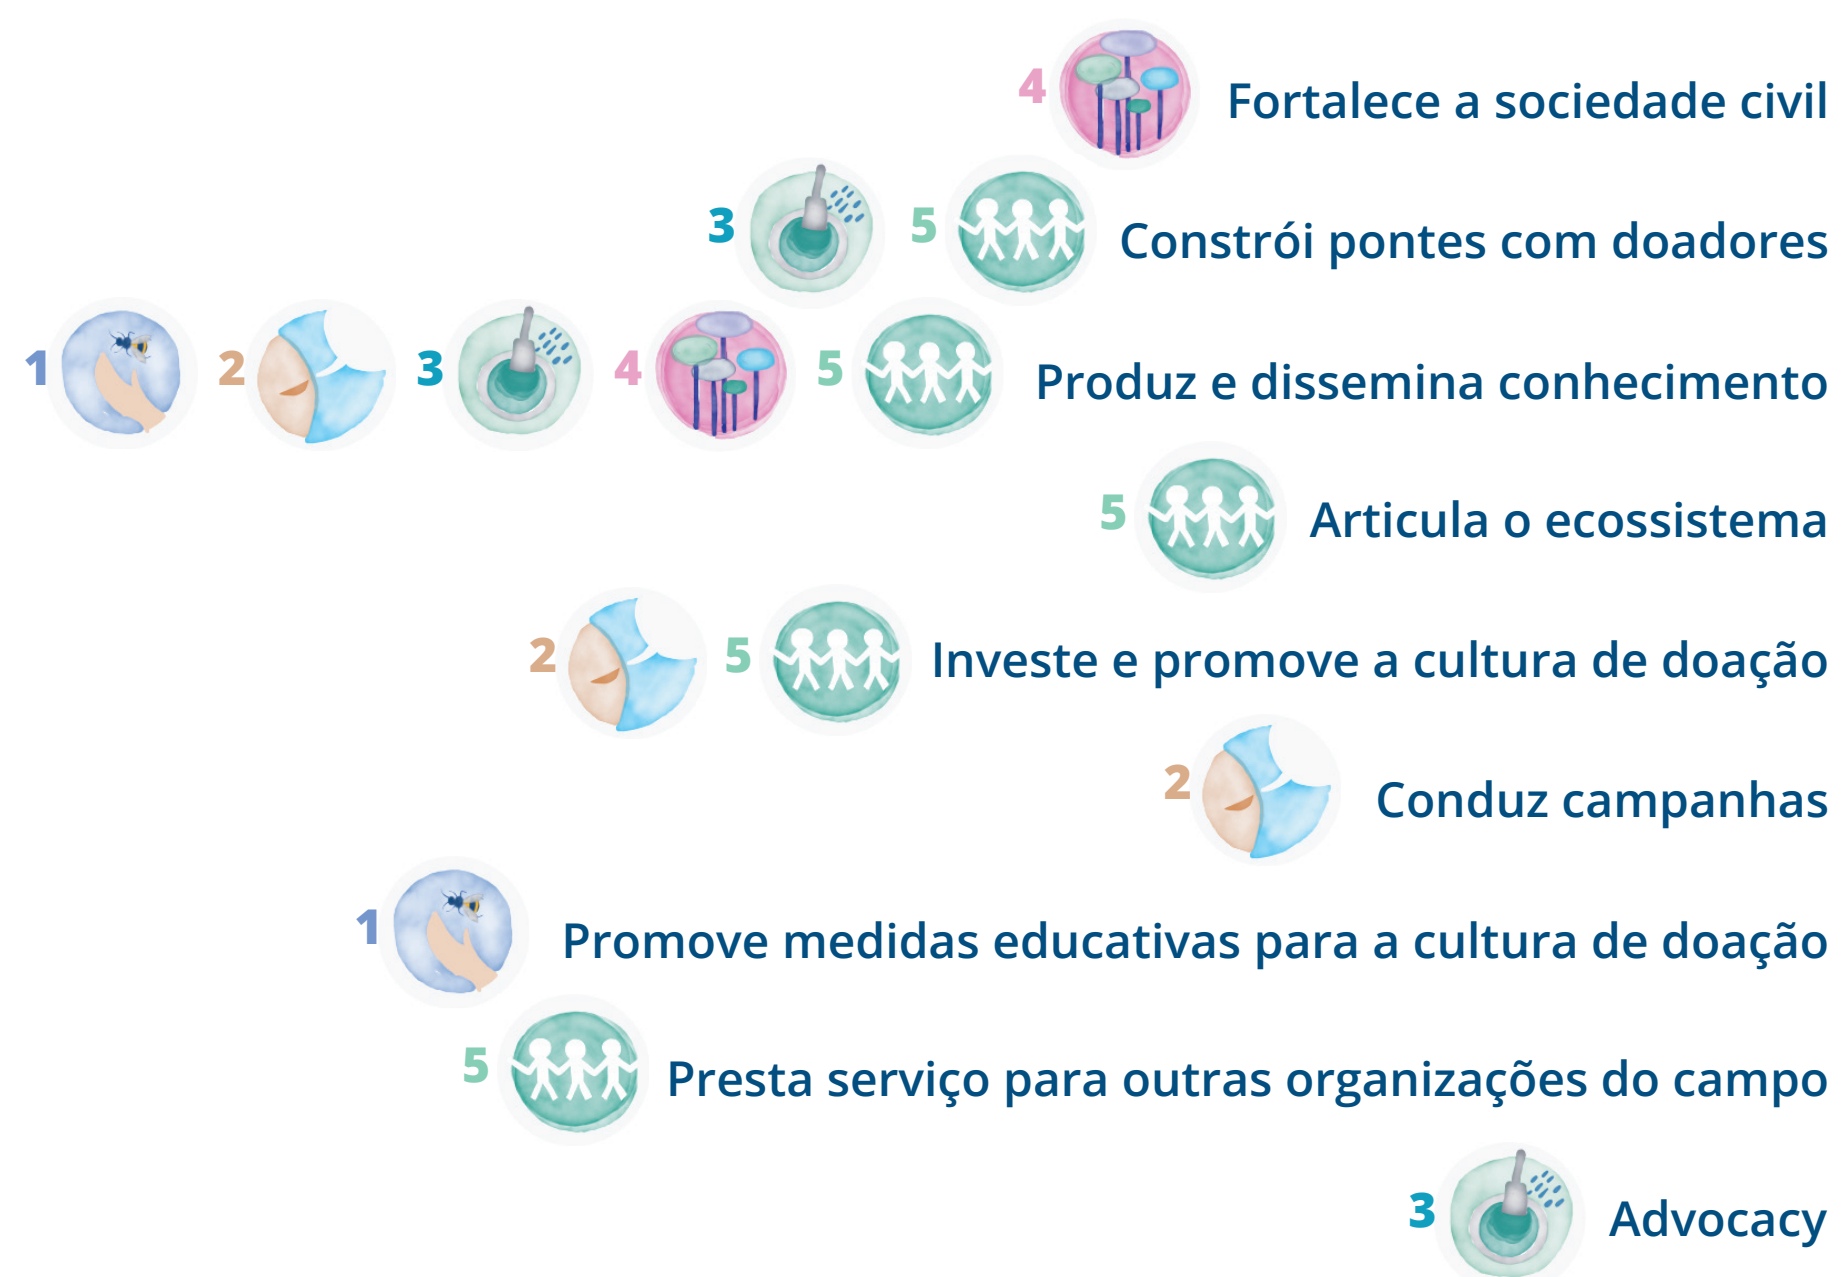 4 Fortalece a sociedade civil
3 5 Constrói pontes com doadores
1 2 3 4 5 Produz e dissemina conhecimento
5 Articula o ecossistema
2 5 Investe e promove a cultura de doação
2 Conduz campanhas
1 Promove medidas educativas para a cultura de doação
5 Presta serviço para outras organizações do campo
3 Advocacy